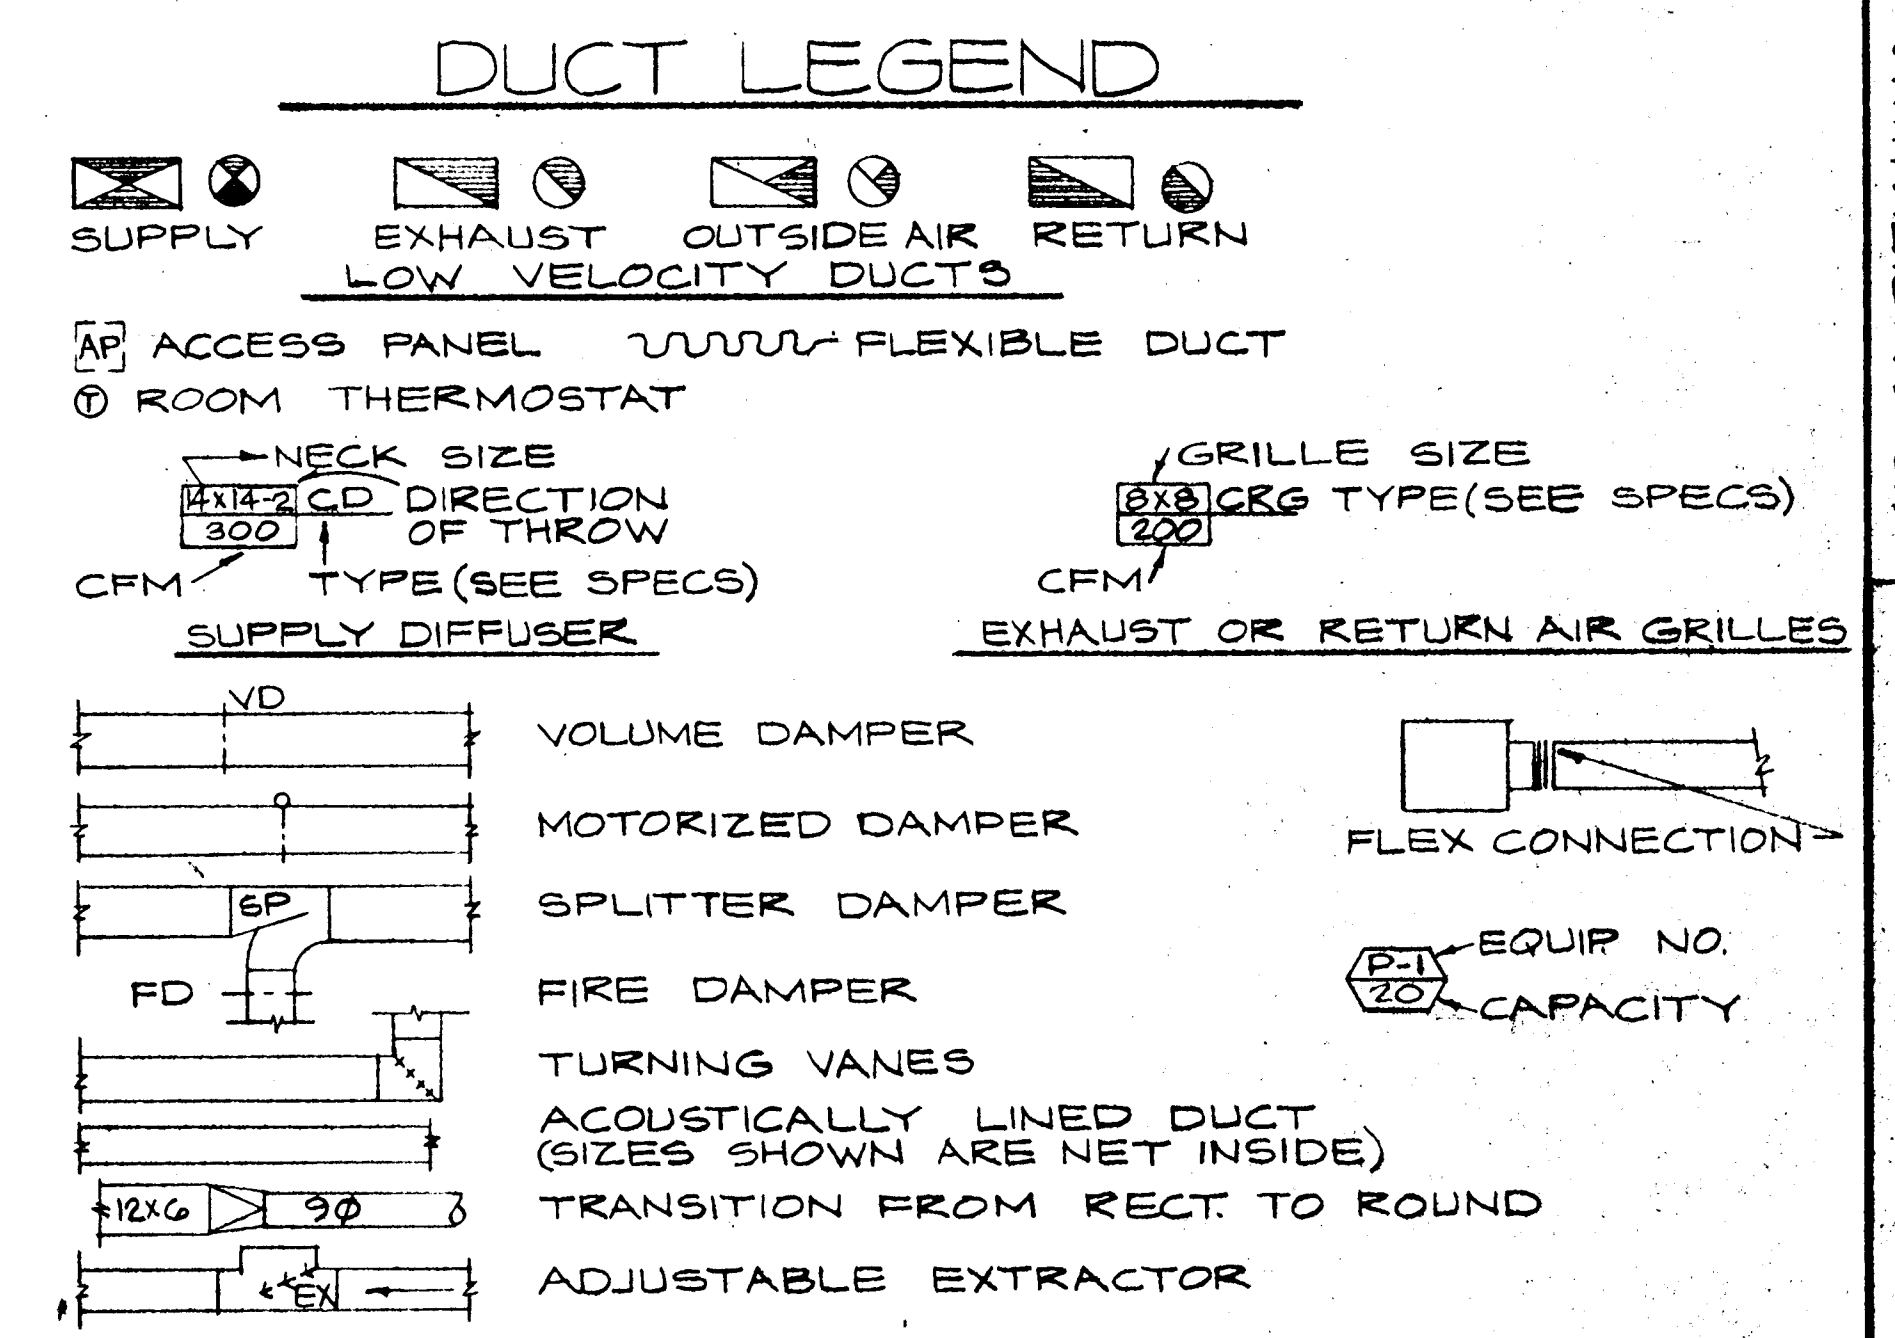 DUCT LEGEND
SUPPLY EXHAUST OUTSIDE AIR RETURN
LOW VELOCITY DUCTS
AP ACCESS PANEL FLEXIBLE DUCT
T ROOM THERMOSTAT
NECK SIZE
14x14-2 CD DIRECTION
300 OF THROW
CFM TYPE (SEE SPECS)
SUPPLY DIFFUSER
GRILLE SIZE
8x8 CRG TYPE (SEE SPECS)
200
CFM
EXHAUST OR RETURN AIR GRILLES
VD
VOLUME DAMPER
MOTORIZED DAMPER
SP SPLITTER DAMPER
FD FIRE DAMPER
TURNING VANES
ACOUSTICALLY LINED DUCT
(SIZES SHOWN ARE NET INSIDE)
12x6 9Ø TRANSITION FROM RECT. TO ROUND
EX ADJUSTABLE EXTRACTOR
FLEX CONNECTION
P-1 EQUIP NO.
20 CAPACITY